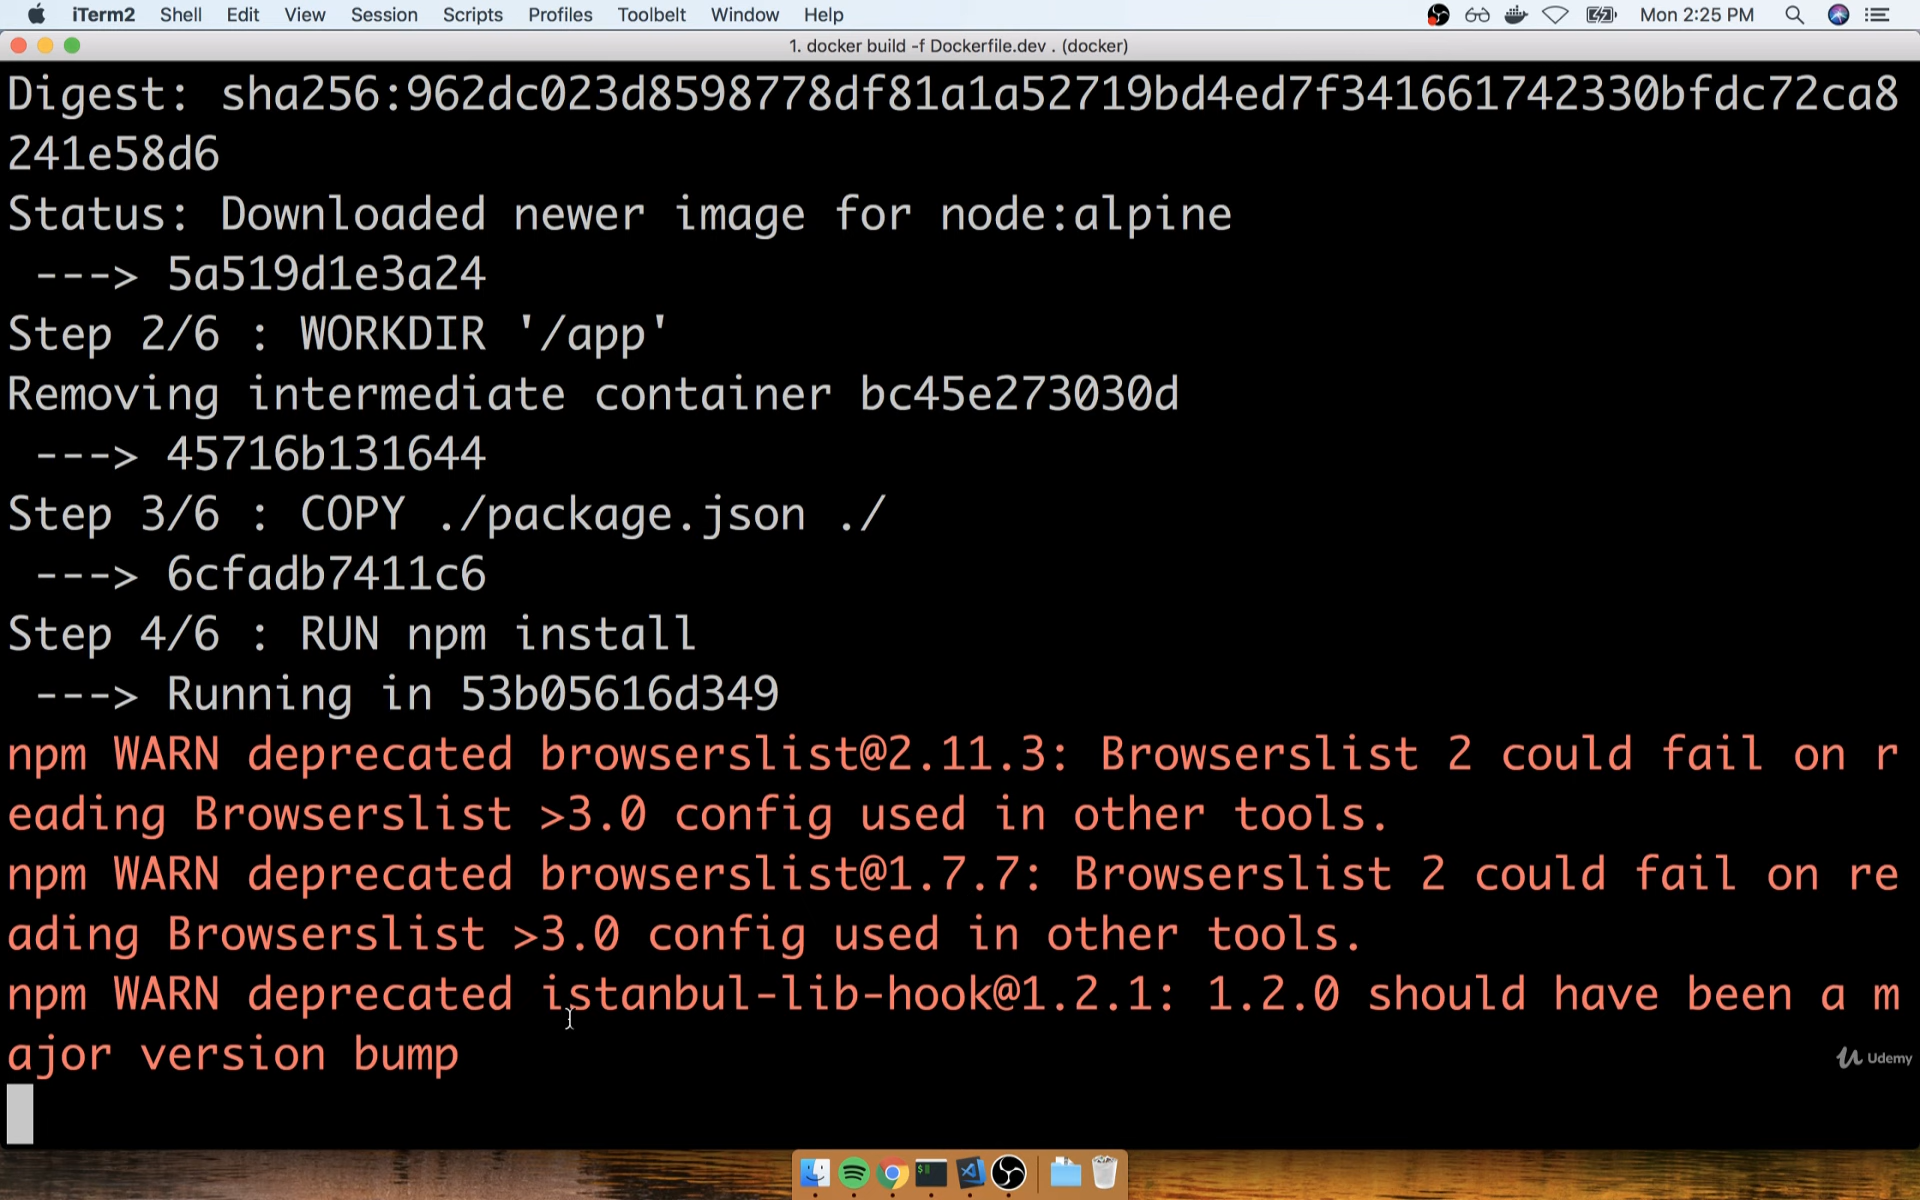 iTerm2 Shell Edit View Session Scripts Profiles Toolbelt Window Help Mon 2:25 PM
1. docker build -f Dockerfile.dev . (docker)
Digest: sha256:962dc023d8598778df81a1a52719bd4ed7f341661742330bfdc72ca8
241e58d6
Status: Downloaded newer image for node:alpine
---> 5a519d1e3a24
Step 2/6 : WORKDIR '/app'
Removing intermediate container bc45e273030d
---> 45716b131644
Step 3/6 : COPY ./package.json ./
---> 6cfadb7411c6
Step 4/6 : RUN npm install
---> Running in 53b05616d349
npm WARN deprecated browserslist@2.11.3: Browserslist 2 could fail on r
eading Browserslist >3.0 config used in other tools.
npm WARN deprecated browserslist@1.7.7: Browserslist 2 could fail on re
ading Browserslist >3.0 config used in other tools.
npm WARN deprecated istanbul-lib-hook@1.2.1: 1.2.0 should have been a m
ajor version bump
Udemy